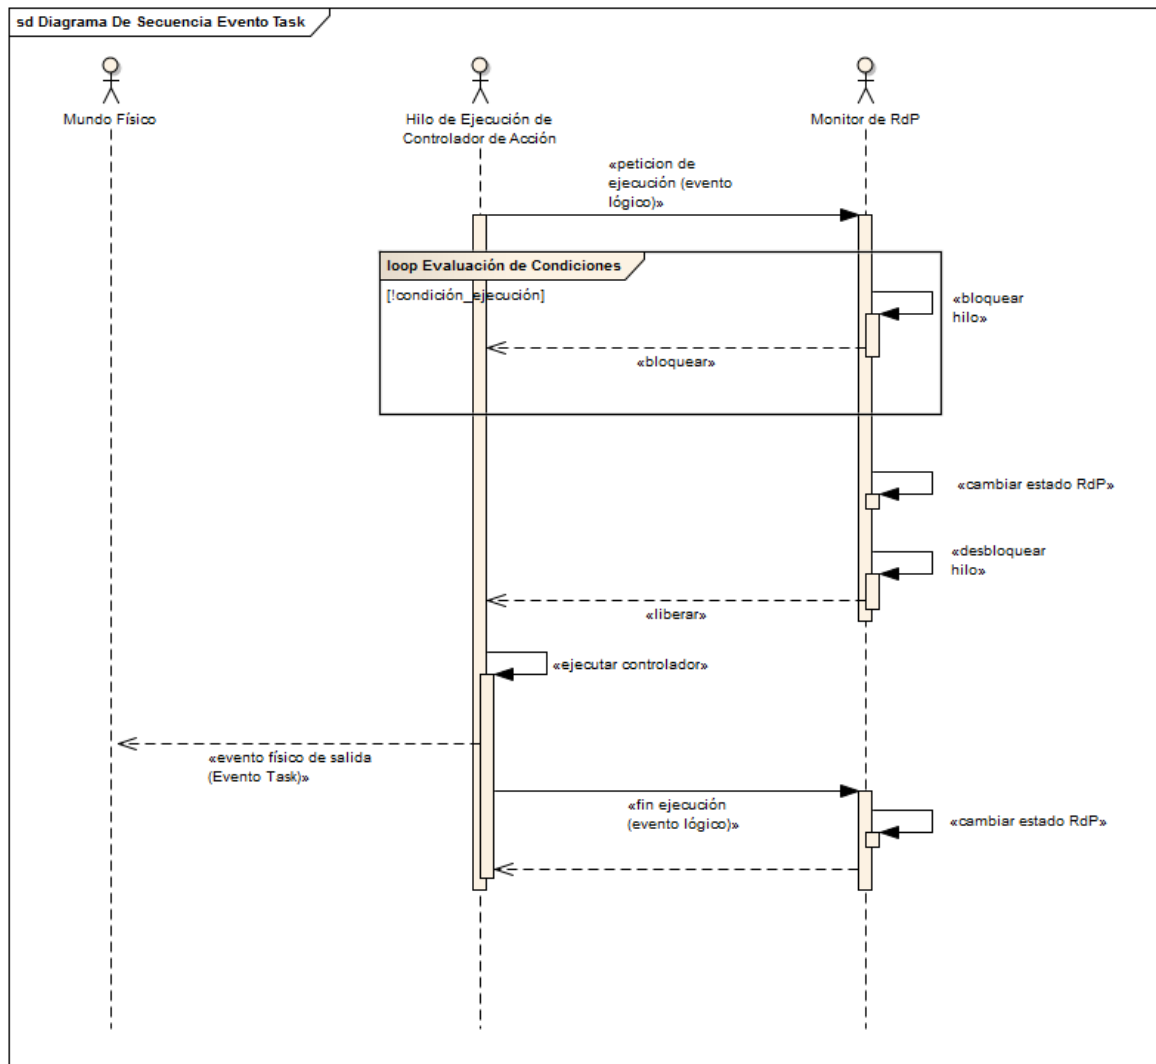 sd Diagrama De Secuencia Evento Task
Mundo Físico
Hilo de Ejecución de
Controlador de Acción
Monitor de RdP
«peticion de
ejecución (evento
lógico)»
loop Evaluación de Condiciones
[!condición_ejecución]
«bloquear
hilo»
«bloquear»
«cambiar estado RdP»
«desbloquear
hilo»
«liberar»
«ejecutar controlador»
«evento físico de salida
(Evento Task)»
«fin ejecución
(evento lógico)»
«cambiar estado RdP»